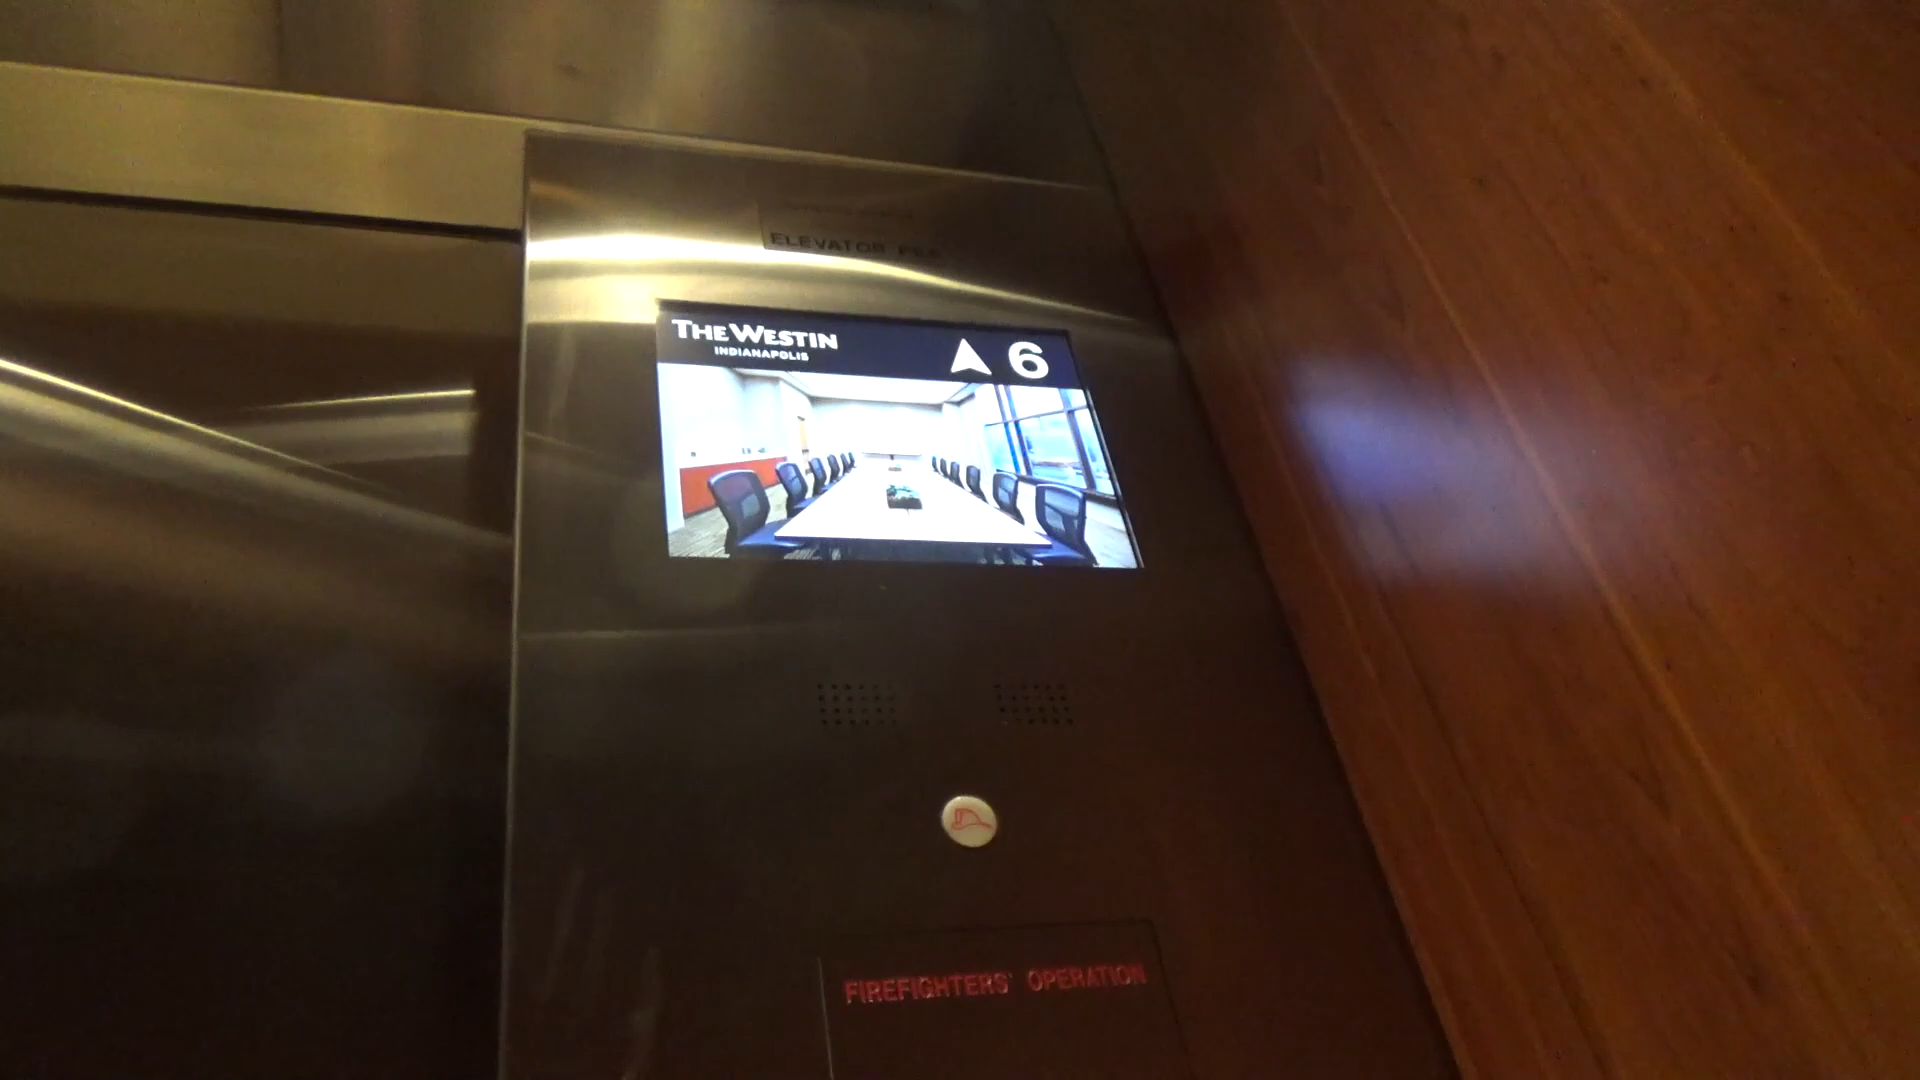 ELEVATOR
THE WESTIN
INDIANAPOLIS
6
FIREFIGHTERS' OPERATION